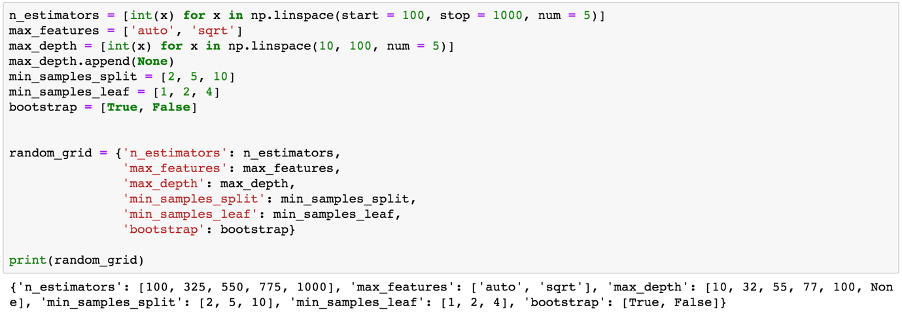 n_estimators = [int(x) for x in np.linspace(start = 100, stop = 1000, num = 5)]
max_features = ['auto', 'sqrt']
max_depth = [int(x) for x in np.linspace(10, 100, num = 5)]
max_depth.append(None)
min_samples_split = [2, 5, 10]
min_samples_leaf = [1, 2, 4]
bootstrap = [True, False]
random_grid = {'n_estimators': n_estimators,
'max_features': max_features,
'max_depth': max_depth,
'min_samples_split': min_samples_split,
'min_samples_leaf': min_samples_leaf,
'bootstrap': bootstrap}
print(random_grid)
{'n_estimators': [100, 325, 550, 775, 1000], 'max_features': ['auto', 'sqrt'], 'max_depth': [10, 32, 55, 77, 100, Non
e], 'min_samples_split': [2, 5, 10], 'min_samples_leaf': [1, 2, 4], 'bootstrap': [True, False]}